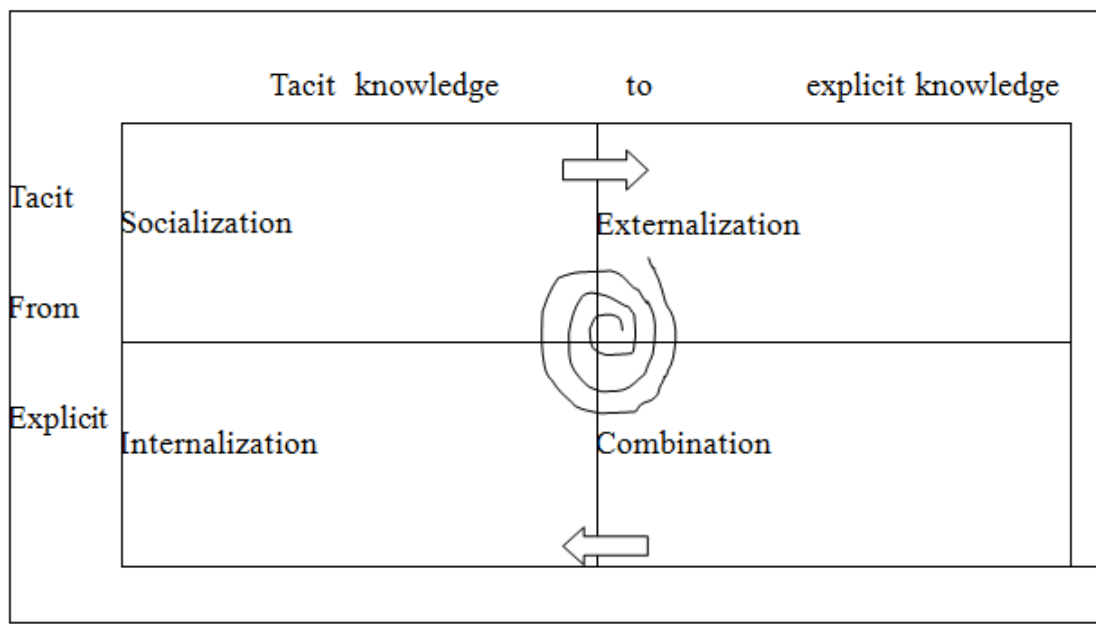 Tacit knowledge to explicit knowledge
Tacit
Socialization Externalization
From
Explicit
Internalization Combination